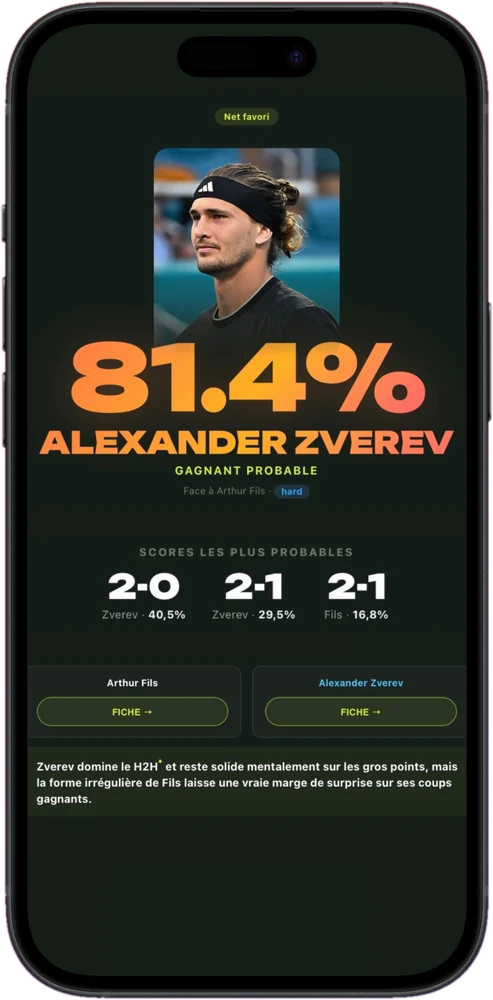 Net favori
81.4%
ALEXANDER ZVEREV
GAGNANT PROBABLE
Face à Arthur Fils · hard
SCORES LES PLUS PROBABLES
2-0 2-1 2-1
Zverev · 40,5% Zverev · 29,5% Fils · 16,8%
Arthur Fils Alexander Zverev
FICHE → FICHE →
Zverev domine le H2H* et reste solide mentalement sur les gros points, mais
la forme irrégulière de Fils laisse une vraie marge de surprise sur ses coups
gagnants.